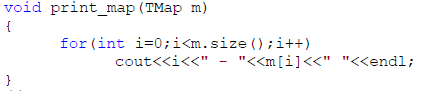 void print_map(TMap m)
{
for(int i=0;i<m.size();i++)
cout<<i<<" - "<<m[i]<<" "<<endl;
}